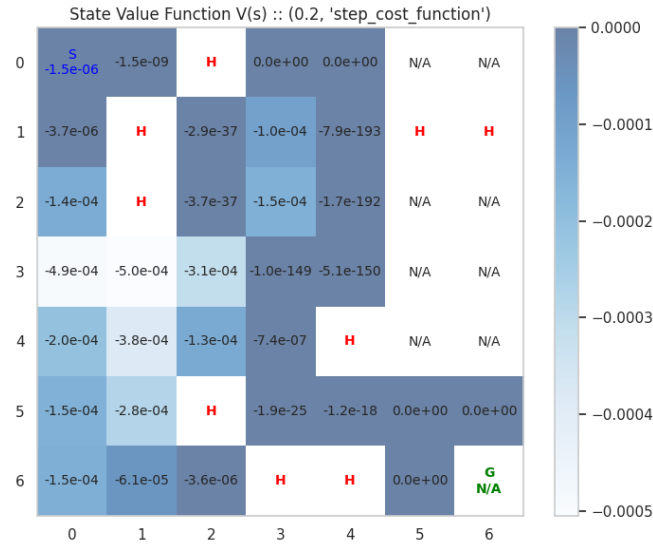 State Value Function V(s) :: (0.2, 'step_cost_function')
0 S -1.5e-06 -1.5e-09 H 0.0e+00 0.0e+00 N/A N/A
1 -3.7e-06 H -2.9e-37 -1.0e-04 -7.9e-193 H H
2 -1.4e-04 H -3.7e-37 -1.5e-04 -1.7e-192 N/A N/A
3 -4.9e-04 -5.0e-04 -3.1e-04 -1.0e-149 -5.1e-150 N/A N/A
4 -2.0e-04 -3.8e-04 -1.3e-04 -7.4e-07 H N/A N/A
5 -1.5e-04 -2.8e-04 H -1.9e-25 -1.2e-18 0.0e+00 0.0e+00
6 -1.5e-04 -6.1e-05 -3.6e-06 H H 0.0e+00 G N/A
0 1 2 3 4 5 6
0.0000
−0.0001
−0.0002
−0.0003
−0.0004
−0.0005